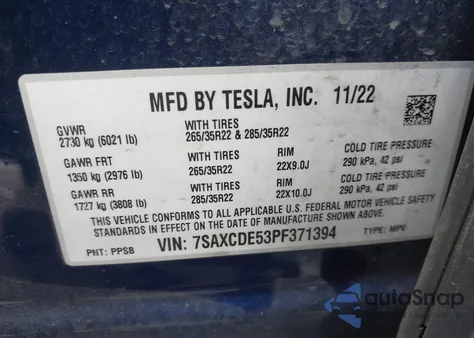 MFD BY TESLA, INC. 11/22
GVWR
2730 kg (6021 lb)
WITH TIRES
265/35R22 & 285/35R22
GAWR FRT
1350 kg (2976 lb)
WITH TIRES
265/35R22
RIM
22X9.0J
COLD TIRE PRESSURE
290 kPa, 42 psi
GAWR RR
1727 kg (3808 lb)
WITH TIRES
285/35R22
RIM
22X10.0J
COLD TIRE PRESSURE
290 kPa, 42 psi
THIS VEHICLE CONFORMS TO ALL APPLICABLE FEDERAL MOTOR VEHICLE SAFETY
STANDARDS IN EFFECT ON THE DATE OF MANUFACTURE SHOWN ABOVE.
PNT: PPSB
VIN: 7SAXCDE53PF371394
TYPE: MPV
autoSnap